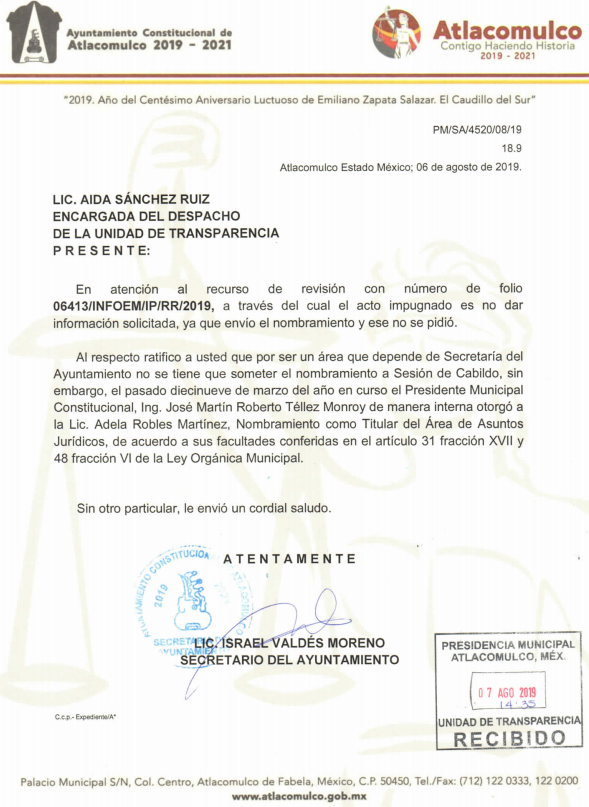 Ayuntamiento Constitucional de
Atlacomulco 2019 - 2021
Atlacomulco
Contigo Haciendo Historia
2019 - 2021
"2019. Año del Centésimo Aniversario Luctuoso de Emiliano Zapata Salazar. El Caudillo del Sur"
PM/SA/4520/08/19
18.9
Atlacomulco Estado México; 06 de agosto de 2019.
LIC. AIDA SÁNCHEZ RUIZ
ENCARGADA DEL DESPACHO
DE LA UNIDAD DE TRANSPARENCIA
P R E S E N T E:
En atención al recurso de revisión con número de folio
06413/INFOEM/IP/RR/2019, a través del cual el acto impugnado es no dar
información solicitada, ya que envío el nombramiento y ese no se pidió.
Al respecto ratifico a usted que por ser un área que depende de Secretaría del
Ayuntamiento no se tiene que someter el nombramiento a Sesión de Cabildo, sin
embargo, el pasado diecinueve de marzo del año en curso el Presidente Municipal
Constitucional, Ing. José Martín Roberto Téllez Monroy de manera interna otorgó a
la Lic. Adela Robles Martínez, Nombramiento como Titular del Área de Asuntos
Jurídicos, de acuerdo a sus facultades conferidas en el artículo 31 fracción XVII y
48 fracción VI de la Ley Orgánica Municipal.
Sin otro particular, le envió un cordial saludo.
A T E N T A M E N T E
AYUNTAMIENTO CONSTITUCIONAL
ATLACOMULCO
2019
LIC. ISRAEL VALDÉS MORENO
SECRETARIO DEL AYUNTAMIENTO
PRESIDENCIA MUNICIPAL
ATLACOMULCO, MÉX.
07 AGO 2019
14:35
UNIDAD DE TRANSPARENCIA
RECIBIDO
C.c.p.- Expediente/A*
Palacio Municipal S/N, Col. Centro, Atlacomulco de Fabela, México, C.P. 50450, Tel./Fax: (712) 122 0333, 122 0200
www.atlacomulco.gob.mx